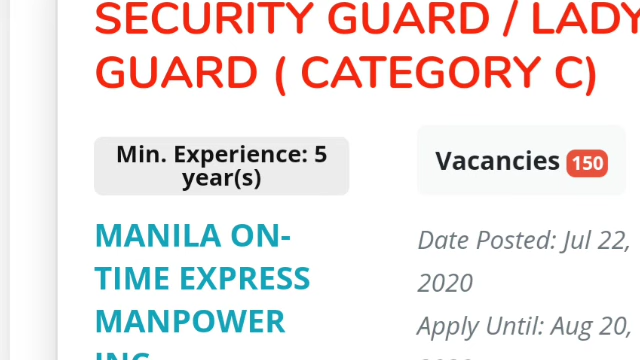 SECURITY GUARD / LADY
GUARD ( CATEGORY C)
Min. Experience: 5
year(s)
Vacancies 150
MANILA ON-
TIME EXPRESS
MANPOWER
Date Posted: Jul 22,
2020
Apply Until: Aug 20,